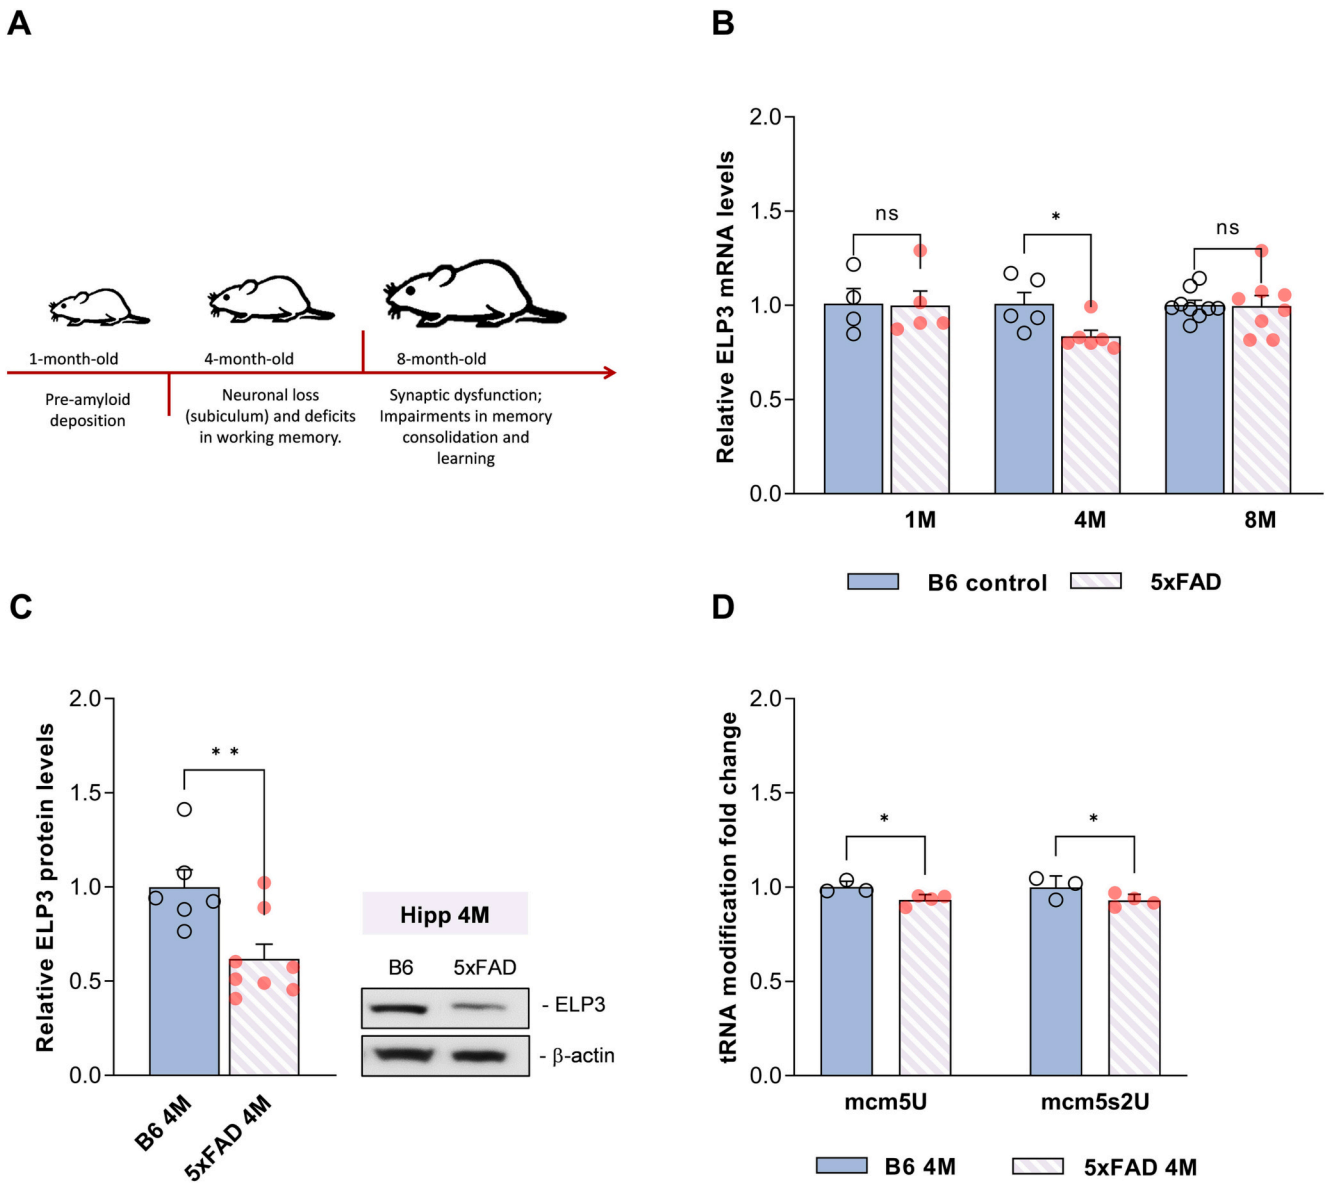 A
1-month-old
4-month-old
8-month-old
Pre-amyloid
deposition
Neuronal loss
(subiculum) and deficits
in working memory.
Synaptic dysfunction;
Impairments in memory
consolidation and
learning
B
Relative ELP3 mRNA levels
2.0
1.5
1.0
0.5
0.0
ns
*
ns
1M
4M
8M
B6 control
5xFAD
C
Relative ELP3 protein levels
2.0
1.5
1.0
0.5
0.0
* *
B6 4M
5xFAD 4M
Hipp 4M
B6 5xFAD
- ELP3
- β-actin
D
tRNA modification fold change
2.0
1.5
1.0
0.5
0.0
*
*
mcm5U
mcm5s2U
B6 4M
5xFAD 4M